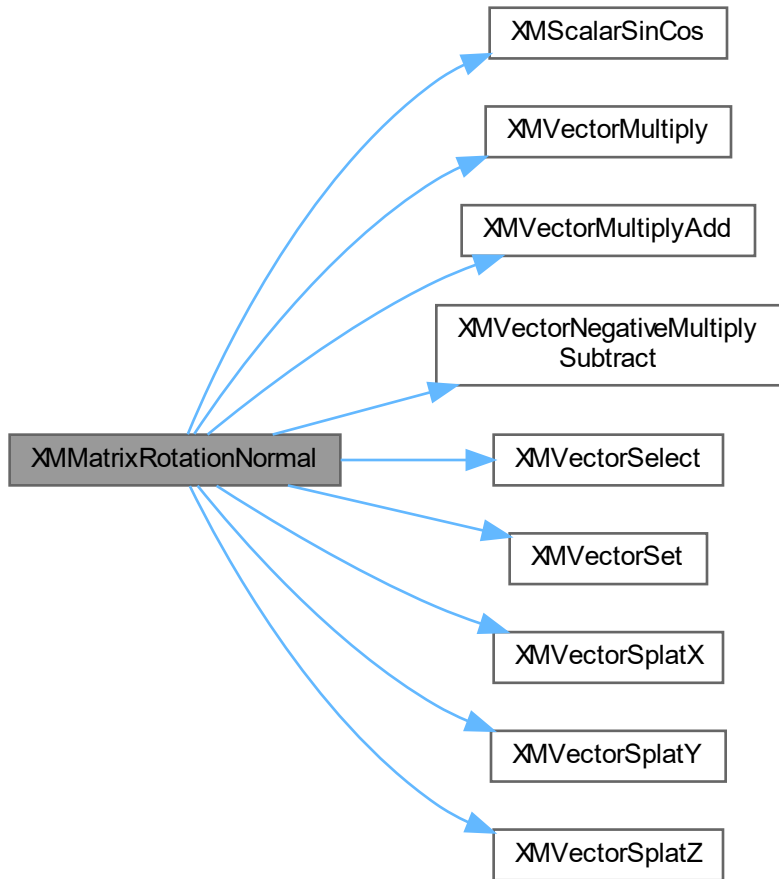 XMScalarSinCos
XMVectorMultiply
XMVectorMultiplyAdd
XMVectorNegativeMultiply
Subtract
XMMatrixRotationNormal
XMVectorSelect
XMVectorSet
XMVectorSplatX
XMVectorSplatY
XMVectorSplatZ